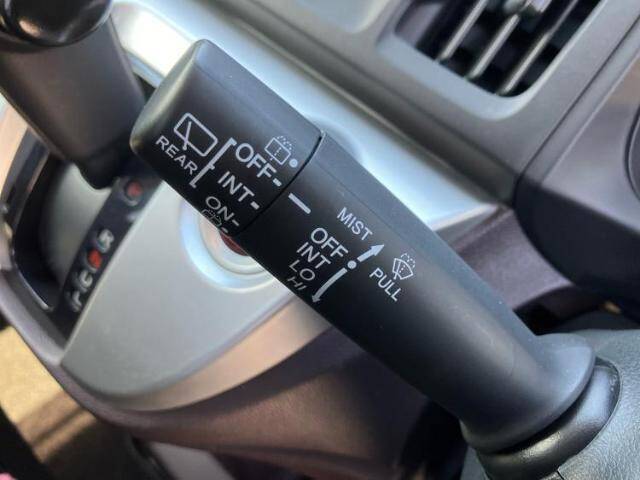 REAR
OFF
INT
ON
MIST
OFF
INT
LO
HI
PULL